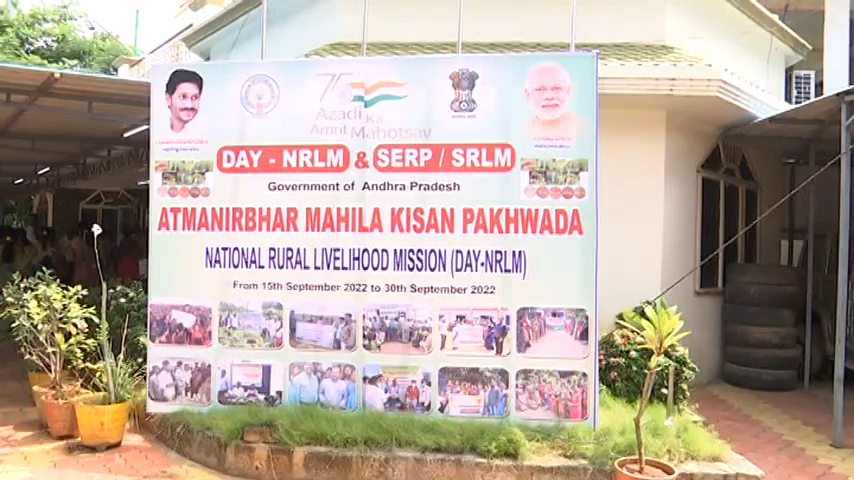 75
Azadi Ka
Amrit Mahotsav
DAY - NRLM & SERP / SRLM
Government of Andhra Pradesh
ATMANIRBHAR MAHILA KISAN PAKHWADA
NATIONAL RURAL LIVELIHOOD MISSION (DAY-NRLM)
From 15th September 2022 to 30th September 2022